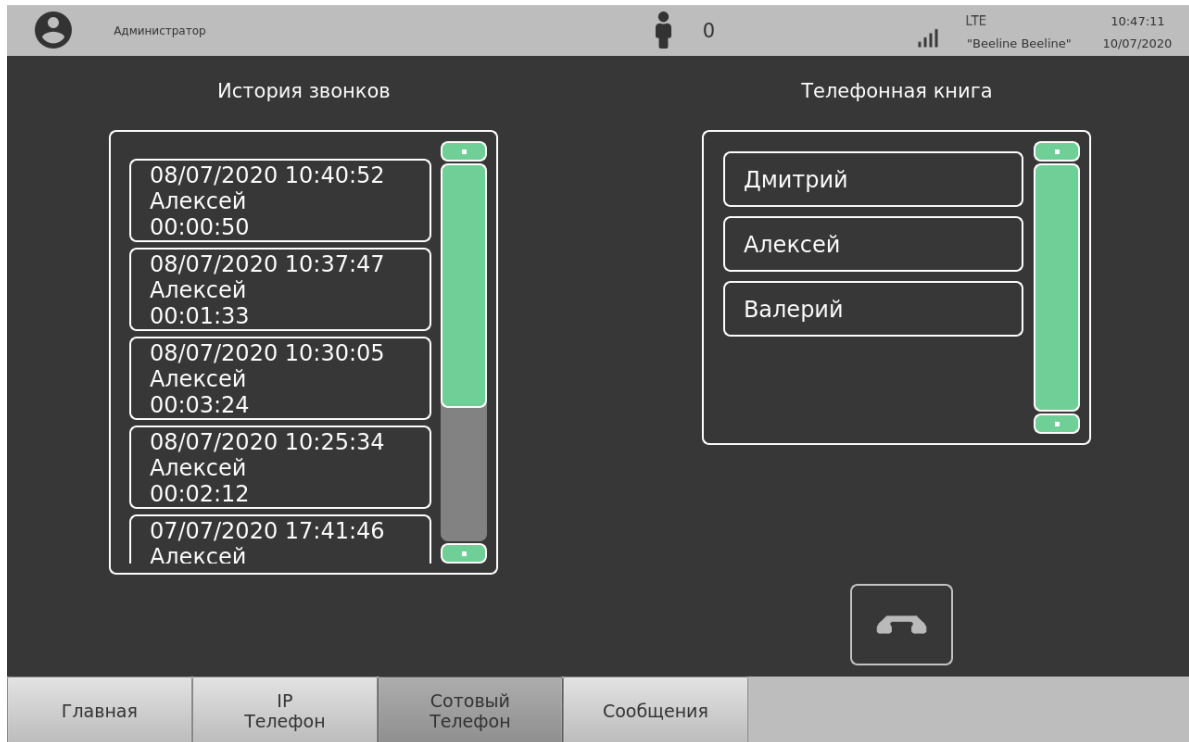 Администратор
0
LTE
"Beeline Beeline"
10:47:11
10/07/2020
История звонков
08/07/2020 10:40:52
Алексей
00:00:50
08/07/2020 10:37:47
Алексей
00:01:33
08/07/2020 10:30:05
Алексей
00:03:24
08/07/2020 10:25:34
Алексей
00:02:12
07/07/2020 17:41:46
Алексей
Телефонная книга
Дмитрий
Алексей
Валерий
Главная
IP
Телефон
Сотовый
Телефон
Сообщения